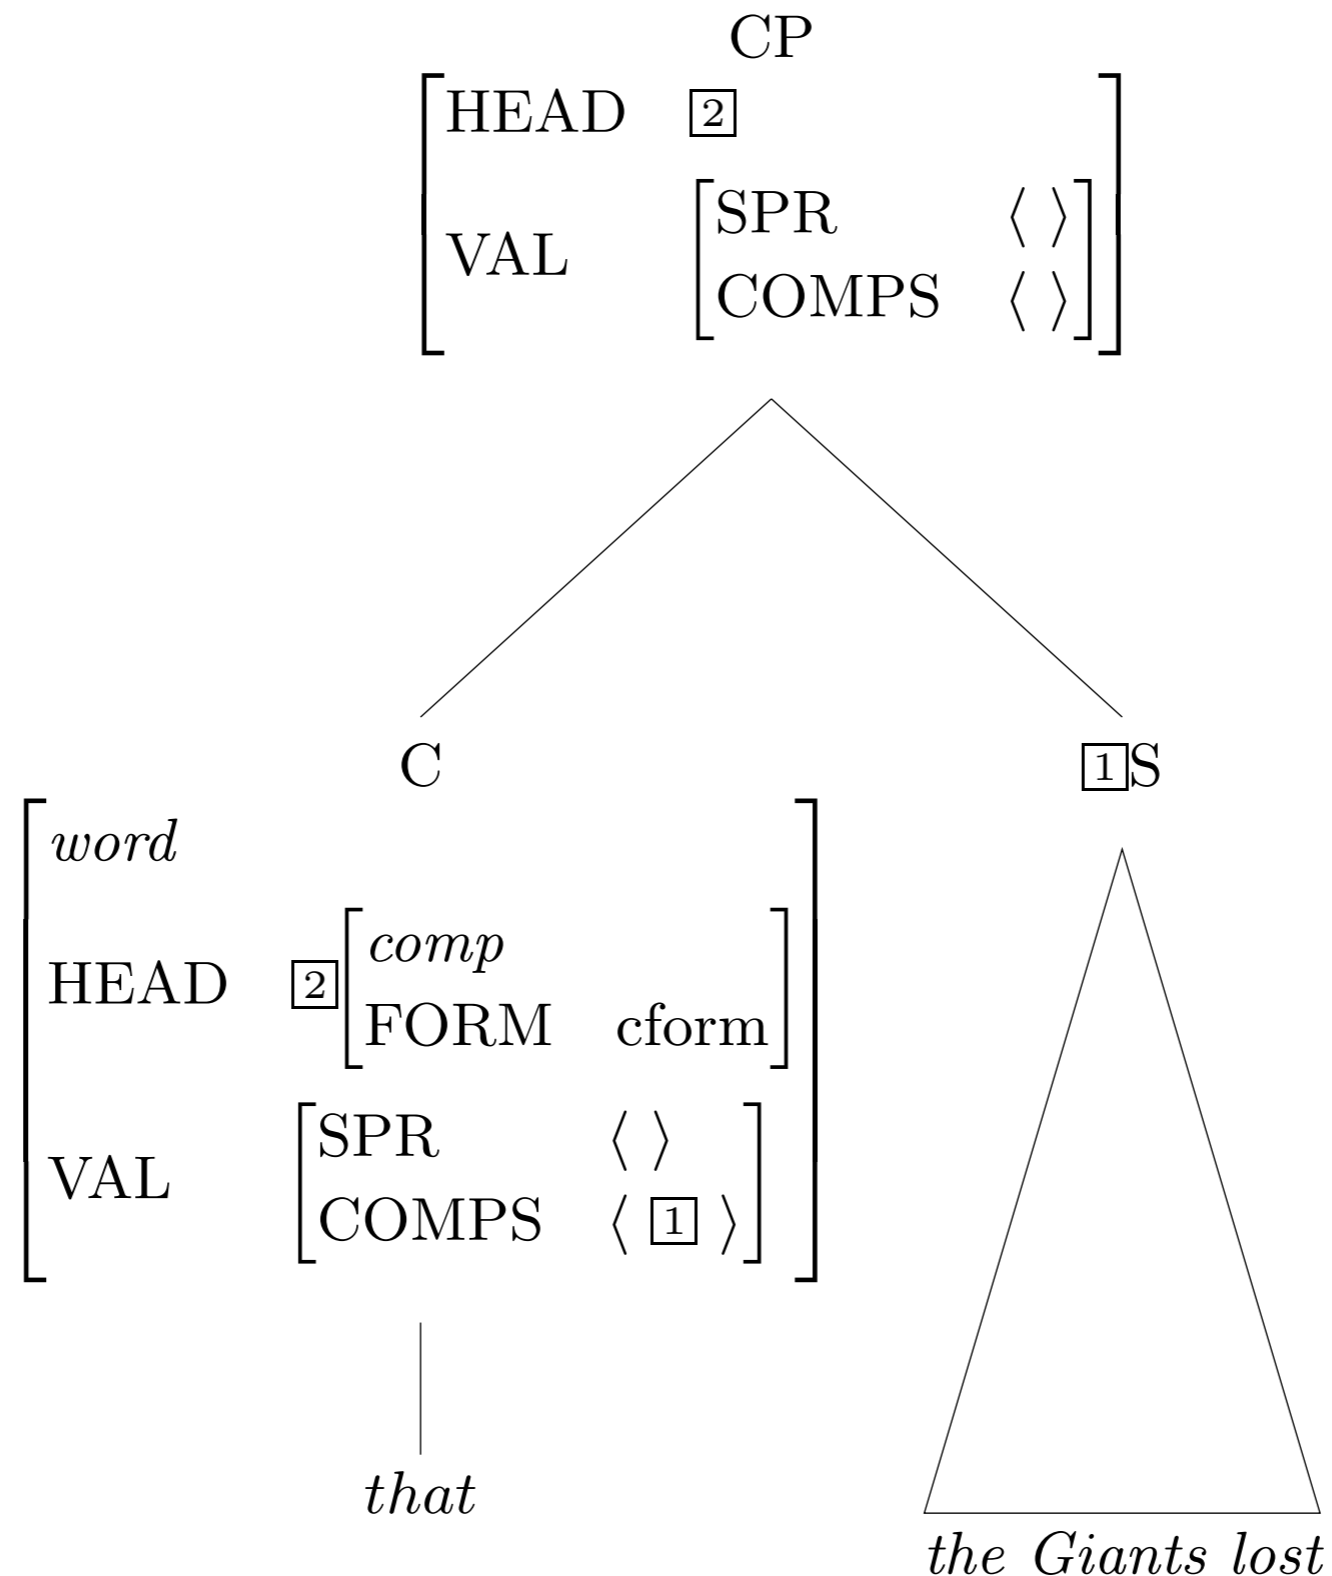 CP
HEAD 2
SPR ⟨ ⟩
VAL
COMPS ⟨ ⟩
C
1 S
word
comp
HEAD 2
FORM cform
SPR ⟨ ⟩
VAL
COMPS ⟨ 1 ⟩
that
the Giants lost